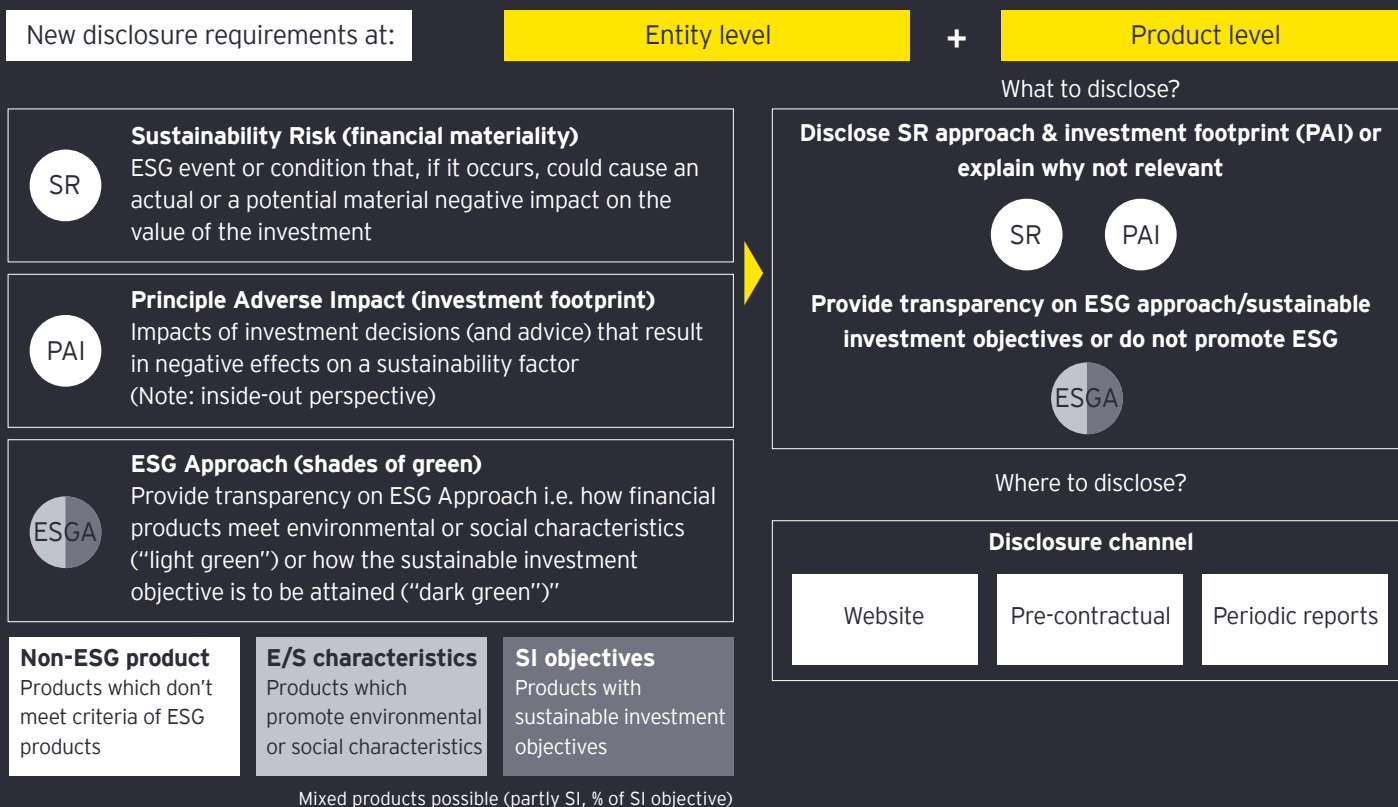 New disclosure requirements at:
Entity level
+
Product level
SR
Sustainability Risk (financial materiality)
ESG event or condition that, if it occurs, could cause an
actual or a potential material negative impact on the
value of the investment
PAI
Principle Adverse Impact (investment footprint)
Impacts of investment decisions (and advice) that result
in negative effects on a sustainability factor
(Note: inside-out perspective)
ESGA
ESG Approach (shades of green)
Provide transparency on ESG Approach i.e. how financial
products meet environmental or social characteristics
(“light green”) or how the sustainable investment
objective is to be attained (“dark green”)”
Non-ESG product
Products which don’t
meet criteria of ESG
products
E/S characteristics
Products which
promote environmental
or social characteristics
SI objectives
Products with
sustainable investment
objectives
Mixed products possible (partly SI, % of SI objective)
What to disclose?
Disclose SR approach & investment footprint (PAI) or
explain why not relevant
SR
PAI
Provide transparency on ESG approach/sustainable
investment objectives or do not promote ESG
ESGA
Where to disclose?
Disclosure channel
Website
Pre-contractual
Periodic reports